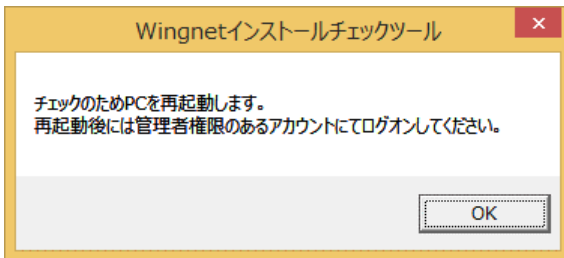 Wingnetインストールチェックツール
チェックのためPCを再起動します。
再起動後には管理者権限のあるアカウントにてログオンしてください。
OK